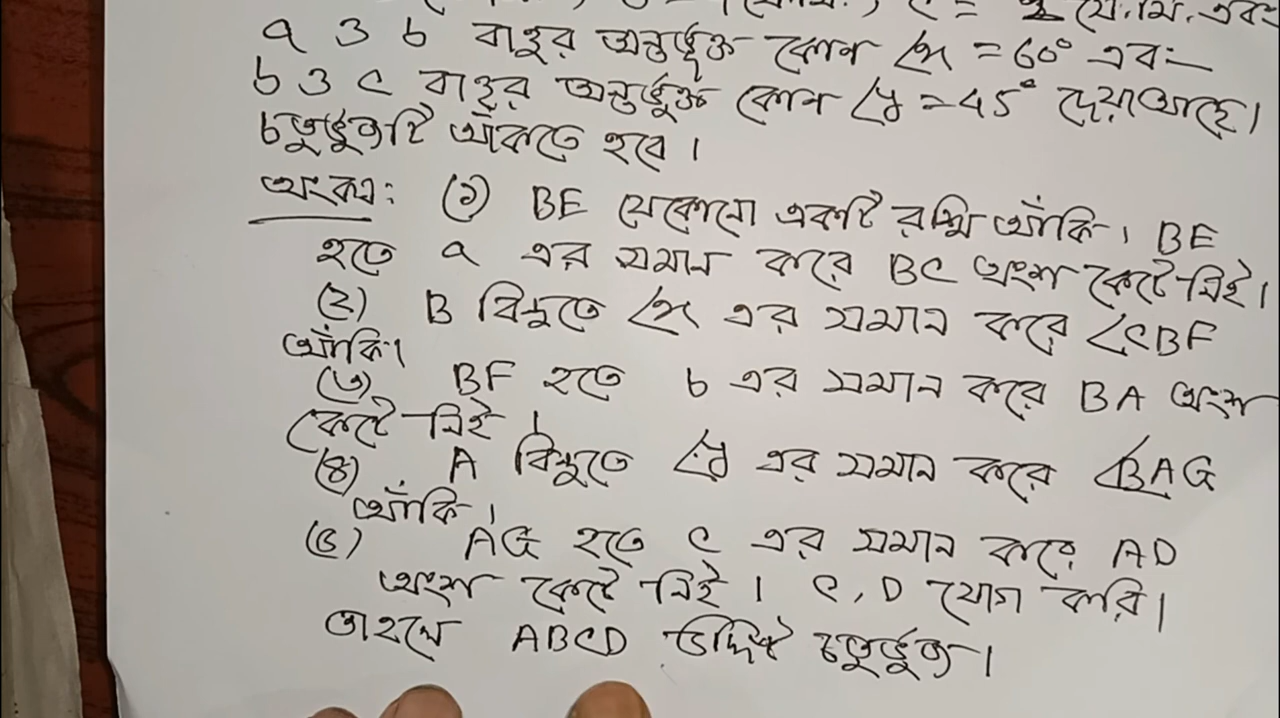 c = 2 সে.মি. এবং
a ও b বাহুর অন্তর্ভুক্ত কোণ ∠x = 60° এবং
b ও c বাহুর অন্তর্ভুক্ত কোণ ∠y = 45° দেয়া আছে।
চতুর্ভুজটি আঁকতে হবে।
অংকন: (১) BE যেকোনো একটি রশ্মি আঁকি। BE
হতে a এর সমান করে BC অংশ কেটে নিই।
(২) B বিন্দুতে ∠x এর সমান করে ∠CBF
আঁকি।
(৩) BF হতে b এর সমান করে BA অংশ
কেটে নিই।
(৪) A বিন্দুতে ∠y এর সমান করে ∠BAG
আঁকি।
(৫) AG হতে c এর সমান করে AD
অংশ কেটে নিই। C, D যোগ করি।
তাহলে ABCD উদ্দিষ্ট চতুর্ভুজ।